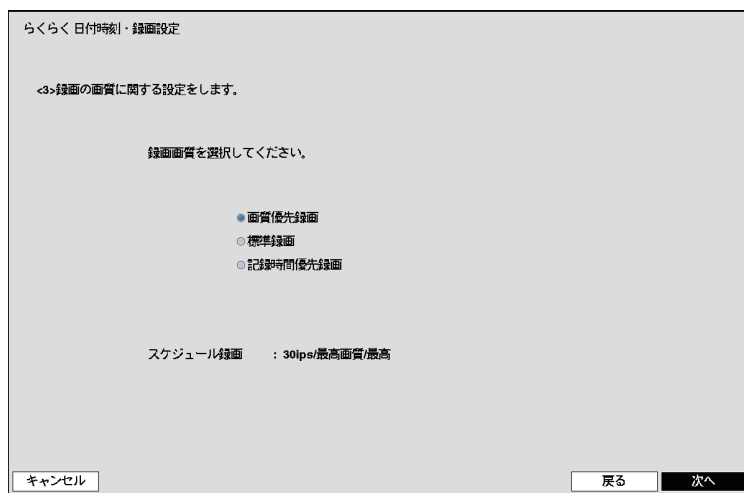 らくらく 日付時刻・録画設定
<3>録画の画質に関する設定をします。
録画画質を選択してください。
画質優先録画
標準録画
記録時間優先録画
スケジュール録画 : 30ips/最高画質/最高
キャンセル 戻る 次へ